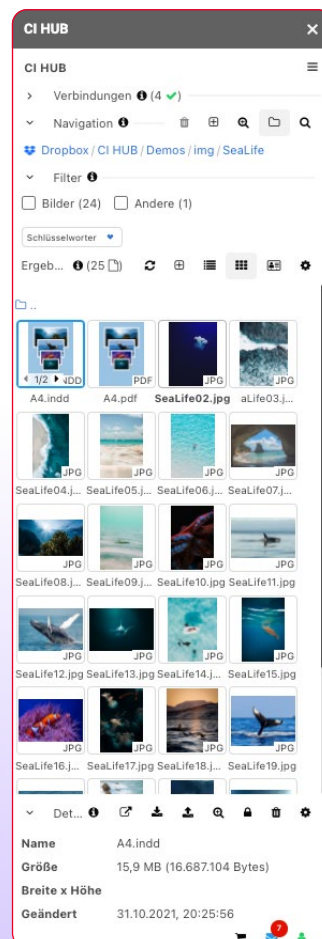 CI HUB
CI HUB
Verbindungen (4 ✔)
Navigation
Dropbox / CI HUB / Demos / img / SeaLife
Filter
Bilder (24) Andere (1)
Schlüsselworter
Ergeb... (25)
..
1/2 NDD PDF JPG JPG
A4.indd A4.pdf SeaLife02.jpg aLife03.j...
JPG JPG JPG JPG
SeaLife04.j... SeaLife05.j... SeaLife06.j... SeaLife07.j...
JPG JPG JPG JPG
SeaLife08.j... SeaLife09.j... SeaLife10.jpg SeaLife11.jpg
JPG JPG JPG JPG
SeaLife12.jpg SeaLife13.jpg SeaLife14.j... SeaLife15.jpg
JPG JPG JPG JPG
SeaLife16.j... SeaLife17.jpg SeaLife18.j... SeaLife19.jpg
Det...
Name A4.indd
Größe 15,9 MB (16.687.104 Bytes)
Breite x Höhe
Geändert 31.10.2021, 20:25:56
7